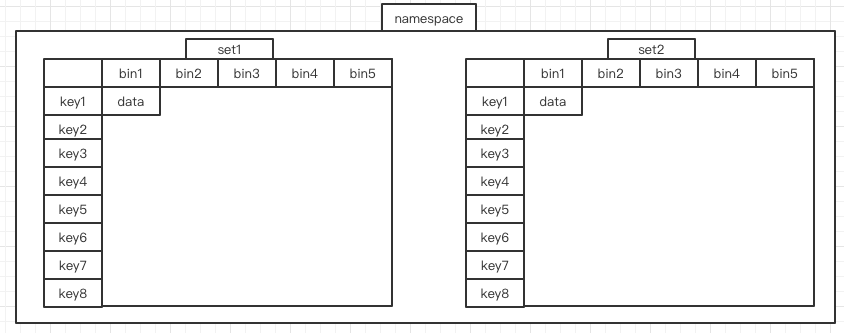 namespace
set1
set2
bin1 bin2 bin3 bin4 bin5
bin1 bin2 bin3 bin4 bin5
key1 data
key1 data
key2
key2
key3
key3
key4
key4
key5
key5
key6
key6
key7
key7
key8
key8